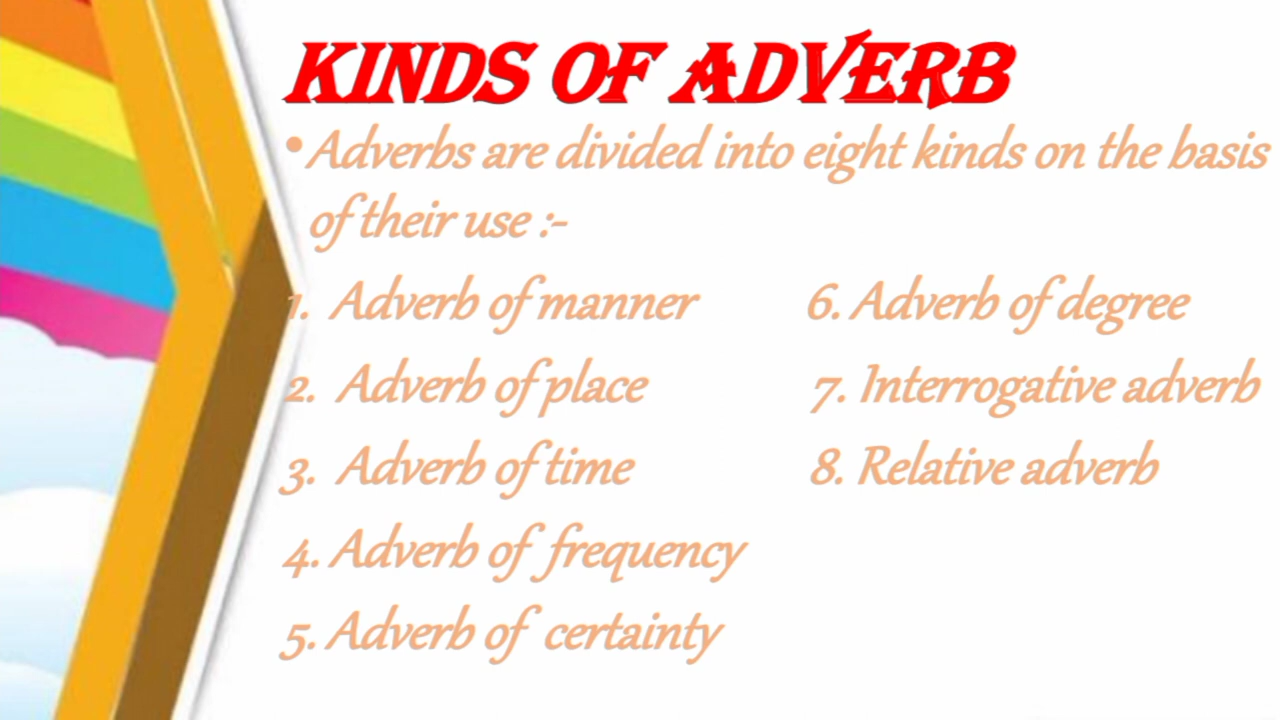 KINDS OF ADVERB
•Adverbs are divided into eight kinds on the basis
of their use :-
1. Adverb of manner
2. Adverb of place
3. Adverb of time
4. Adverb of frequency
5. Adverb of certainty
6. Adverb of degree
7. Interrogative adverb
8. Relative adverb